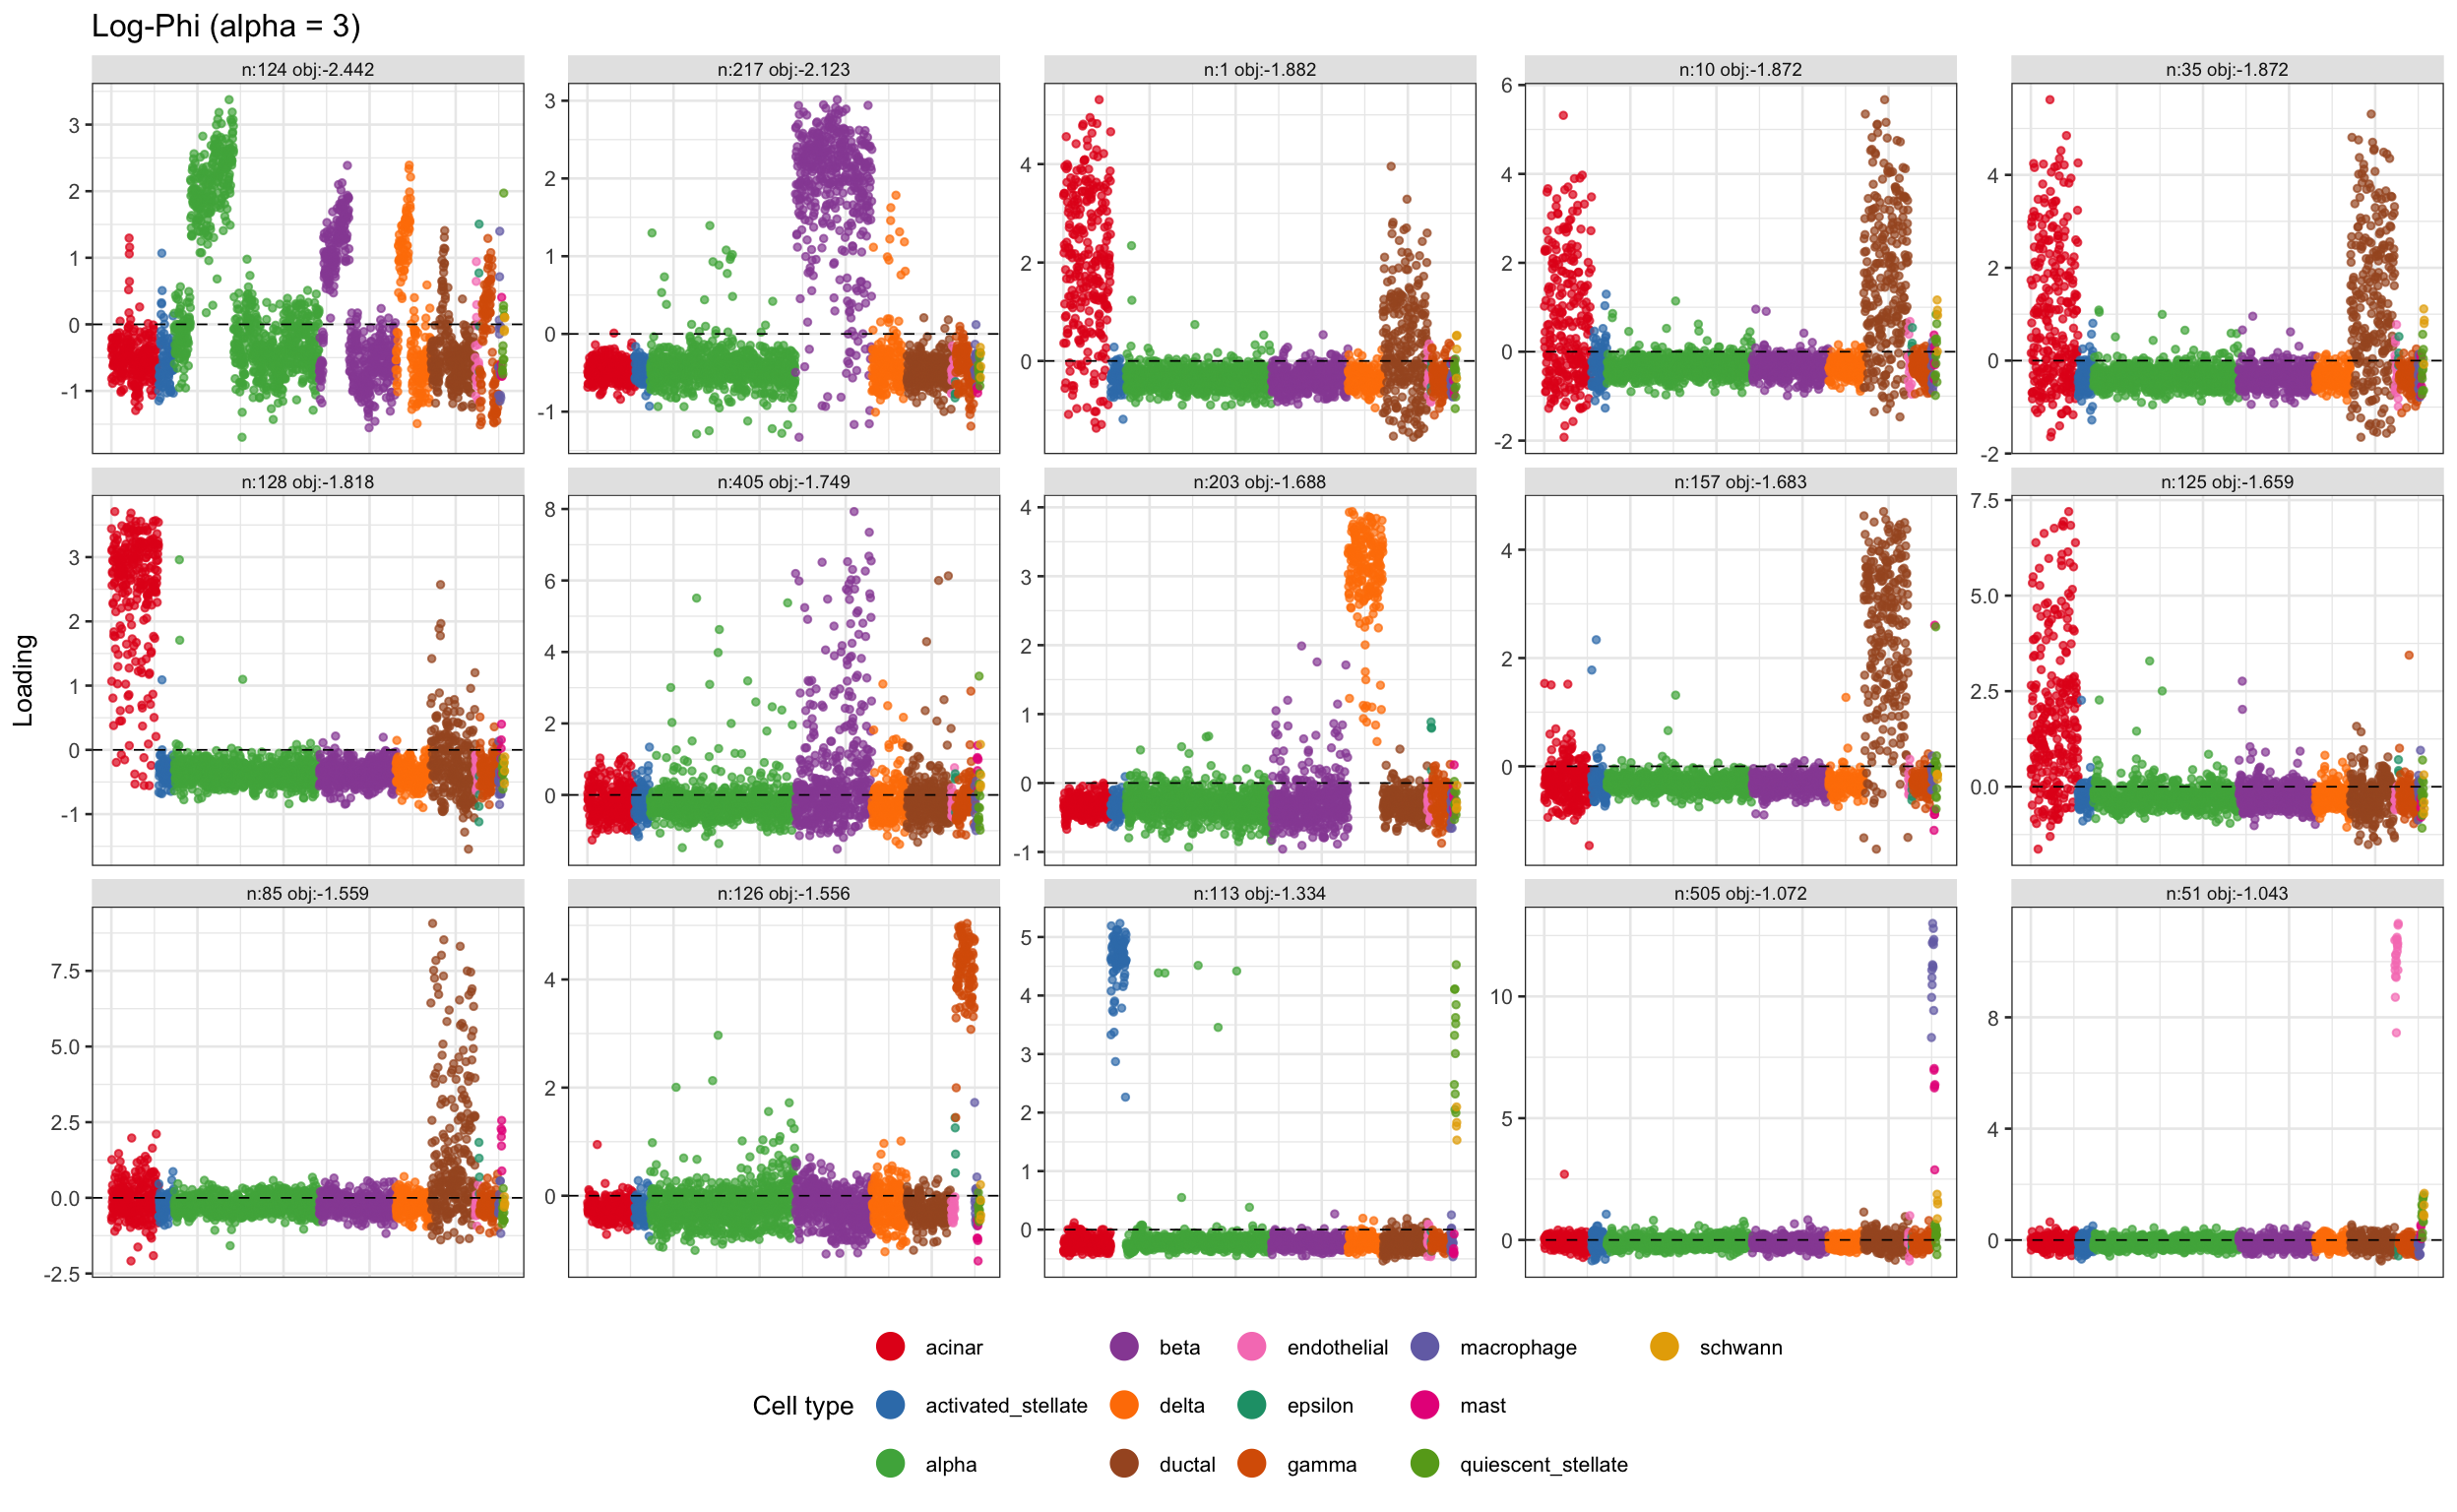 Log-Phi (alpha = 3)
n:124 obj:-2.442
n:217 obj:-2.123
n:1 obj:-1.882
n:10 obj:-1.872
n:35 obj:-1.872
3
2
1
0
-1
3
2
1
0
-1
4
2
0
6
4
2
0
-2
4
2
0
-2
n:128 obj:-1.818
n:405 obj:-1.749
n:203 obj:-1.688
n:157 obj:-1.683
n:125 obj:-1.659
3
2
1
0
-1
8
6
4
2
0
4
3
2
1
0
-1
4
2
0
7.5
5.0
2.5
0.0
Loading
n:85 obj:-1.559
n:126 obj:-1.556
n:113 obj:-1.334
n:505 obj:-1.072
n:51 obj:-1.043
7.5
5.0
2.5
0.0
-2.5
4
2
0
5
4
3
2
1
0
10
5
0
8
4
0
Cell type
acinar
activated_stellate
alpha
beta
delta
ductal
endothelial
epsilon
gamma
macrophage
mast
quiescent_stellate
schwann